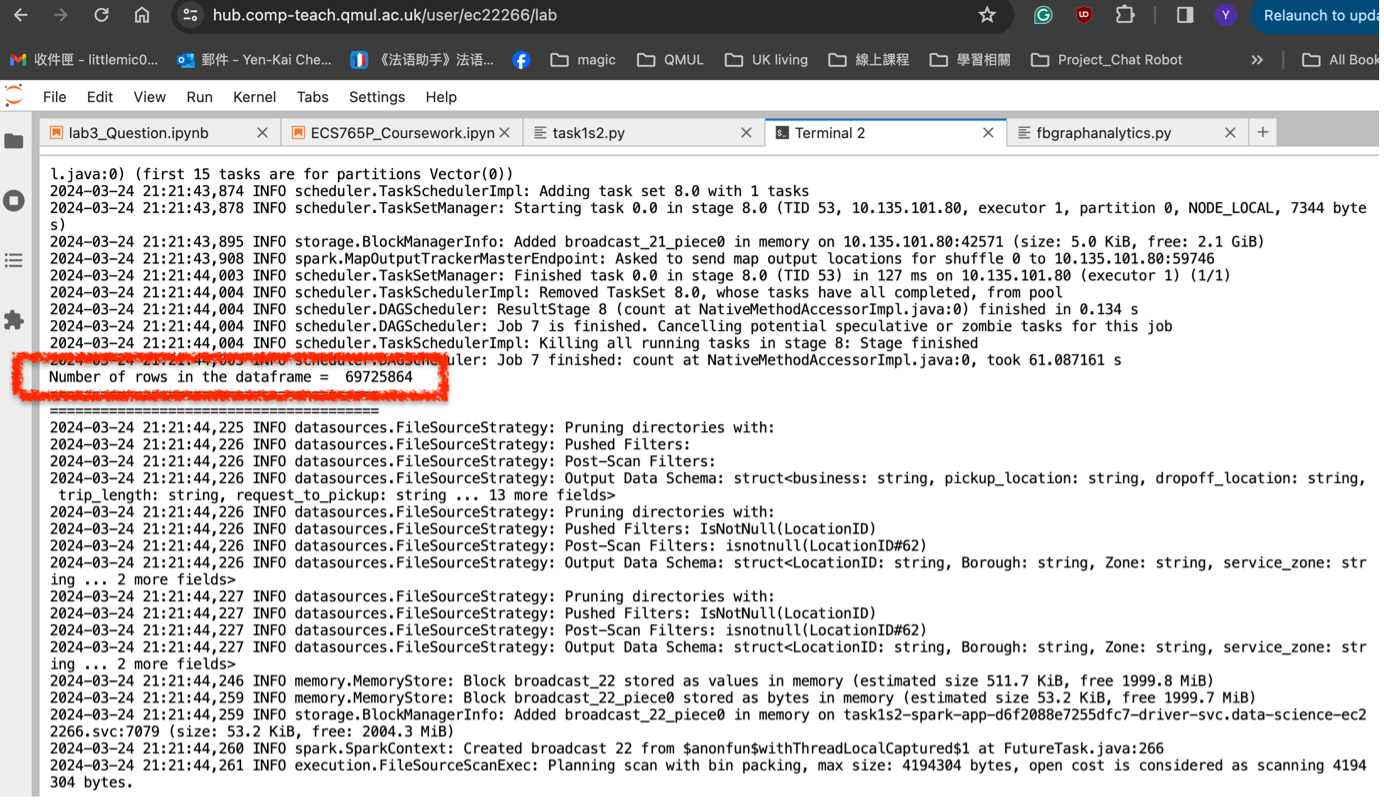 hub.comp-teach.qmul.ac.uk/user/ec22266/lab
Y
Relaunch to upda
收件匣 - littlemic0...
郵件 - Yen-Kai Che...
《法语助手》法语...
magic
QMUL
UK living
線上課程
學習相關
Project_Chat Robot
»
All Book
File Edit View Run Kernel Tabs Settings Help
lab3_Question.ipynb
ECS765P_Coursework.ipyn
task1s2.py
Terminal 2
fbgraphanalytics.py
l.java:0) (first 15 tasks are for partitions Vector(0))
2024-03-24 21:21:43,874 INFO scheduler.TaskSchedulerImpl: Adding task set 8.0 with 1 tasks
2024-03-24 21:21:43,878 INFO scheduler.TaskSetManager: Starting task 0.0 in stage 8.0 (TID 53, 10.135.101.80, executor 1, partition 0, NODE_LOCAL, 7344 byte
s)
2024-03-24 21:21:43,895 INFO storage.BlockManagerInfo: Added broadcast_21_piece0 in memory on 10.135.101.80:42571 (size: 5.0 KiB, free: 2.1 GiB)
2024-03-24 21:21:43,908 INFO spark.MapOutputTrackerMasterEndpoint: Asked to send map output locations for shuffle 0 to 10.135.101.80:59746
2024-03-24 21:21:44,003 INFO scheduler.TaskSetManager: Finished task 0.0 in stage 8.0 (TID 53) in 127 ms on 10.135.101.80 (executor 1) (1/1)
2024-03-24 21:21:44,004 INFO scheduler.TaskSchedulerImpl: Removed TaskSet 8.0, whose tasks have all completed, from pool
2024-03-24 21:21:44,004 INFO scheduler.DAGScheduler: ResultStage 8 (count at NativeMethodAccessorImpl.java:0) finished in 0.134 s
2024-03-24 21:21:44,004 INFO scheduler.DAGScheduler: Job 7 is finished. Cancelling potential speculative or zombie tasks for this job
2024-03-24 21:21:44,004 INFO scheduler.TaskSchedulerImpl: Killing all running tasks in stage 8: Stage finished
2024-03-24 21:21:44,005 INFO scheduler.DAGScheduler: Job 7 finished: count at NativeMethodAccessorImpl.java:0, took 61.087161 s
Number of rows in the dataframe =  69725864
=======================================
2024-03-24 21:21:44,225 INFO datasources.FileSourceStrategy: Pruning directories with:
2024-03-24 21:21:44,226 INFO datasources.FileSourceStrategy: Pushed Filters:
2024-03-24 21:21:44,226 INFO datasources.FileSourceStrategy: Post-Scan Filters:
2024-03-24 21:21:44,226 INFO datasources.FileSourceStrategy: Output Data Schema: struct<business: string, pickup_location: string, dropoff_location: string,
trip_length: string, request_to_pickup: string ... 13 more fields>
2024-03-24 21:21:44,226 INFO datasources.FileSourceStrategy: Pruning directories with:
2024-03-24 21:21:44,226 INFO datasources.FileSourceStrategy: Pushed Filters: IsNotNull(LocationID)
2024-03-24 21:21:44,226 INFO datasources.FileSourceStrategy: Post-Scan Filters: isnotnull(LocationID#62)
2024-03-24 21:21:44,226 INFO datasources.FileSourceStrategy: Output Data Schema: struct<LocationID: string, Borough: string, Zone: string, service_zone: str
ing ... 2 more fields>
2024-03-24 21:21:44,227 INFO datasources.FileSourceStrategy: Pruning directories with:
2024-03-24 21:21:44,227 INFO datasources.FileSourceStrategy: Pushed Filters: IsNotNull(LocationID)
2024-03-24 21:21:44,227 INFO datasources.FileSourceStrategy: Post-Scan Filters: isnotnull(LocationID#62)
2024-03-24 21:21:44,227 INFO datasources.FileSourceStrategy: Output Data Schema: struct<LocationID: string, Borough: string, Zone: string, service_zone: str
ing ... 2 more fields>
2024-03-24 21:21:44,246 INFO memory.MemoryStore: Block broadcast_22 stored as values in memory (estimated size 511.7 KiB, free 1999.8 MiB)
2024-03-24 21:21:44,259 INFO memory.MemoryStore: Block broadcast_22_piece0 stored as bytes in memory (estimated size 53.2 KiB, free 1999.7 MiB)
2024-03-24 21:21:44,259 INFO storage.BlockManagerInfo: Added broadcast_22_piece0 in memory on task1s2-spark-app-d6f2088e7255dfc7-driver-svc.data-science-ec2
2266.svc:7079 (size: 53.2 KiB, free: 2004.3 MiB)
2024-03-24 21:21:44,260 INFO spark.SparkContext: Created broadcast 22 from $anonfun$withThreadLocalCaptured$1 at FutureTask.java:266
2024-03-24 21:21:44,261 INFO execution.FileSourceScanExec: Planning scan with bin packing, max size: 4194304 bytes, open cost is considered as scanning 4194
304 bytes.